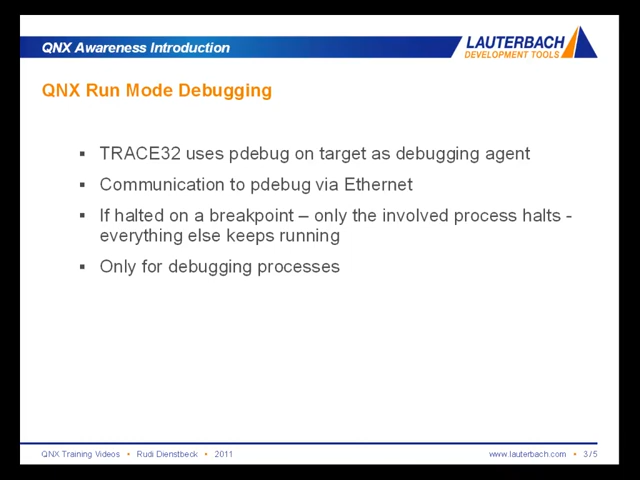 QNX Awareness Introduction
LAUTERBACH
DEVELOPMENT TOOLS
QNX Run Mode Debugging
▪ TRACE32 uses pdebug on target as debugging agent
▪ Communication to pdebug via Ethernet
▪ If halted on a breakpoint – only the involved process halts -
everything else keeps running
▪ Only for debugging processes
QNX Training Videos • Rudi Dienstbeck • 2011
www.lauterbach.com • 3/5